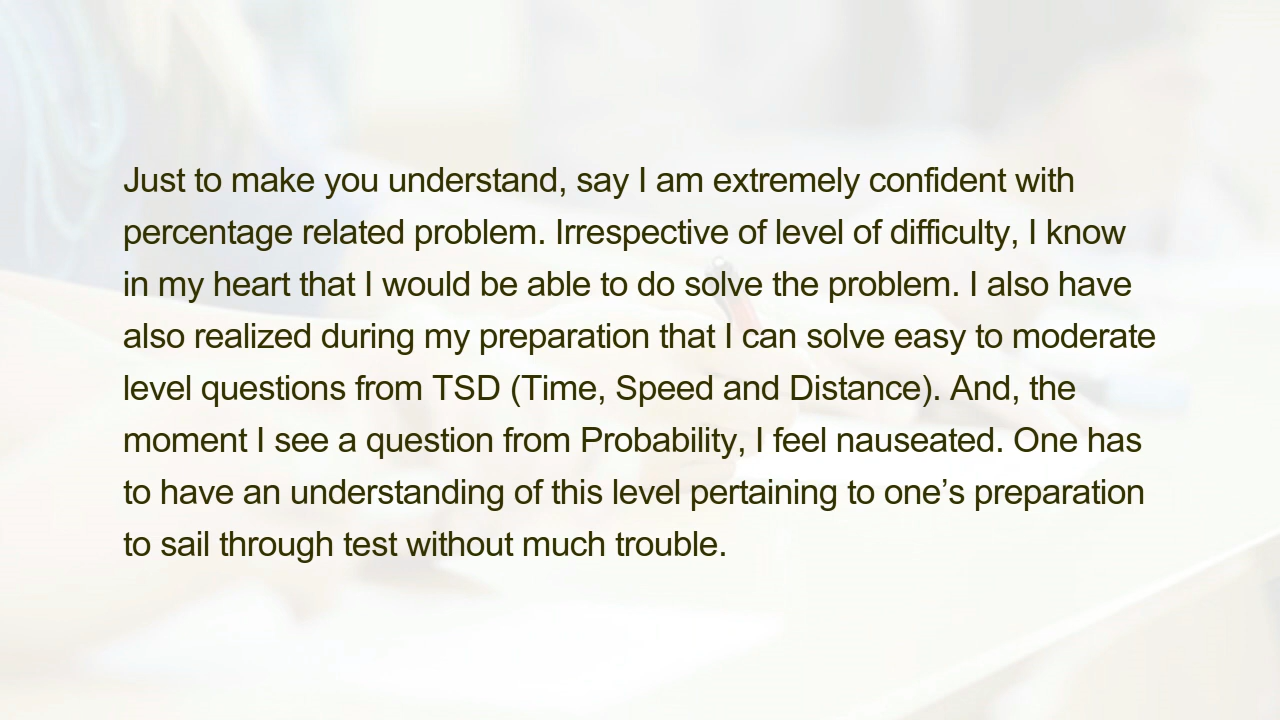 Just to make you understand, say I am extremely confident with
percentage related problem. Irrespective of level of difficulty, I know
in my heart that I would be able to do solve the problem. I also have
also realized during my preparation that I can solve easy to moderate
level questions from TSD (Time, Speed and Distance). And, the
moment I see a question from Probability, I feel nauseated. One has
to have an understanding of this level pertaining to one’s preparation
to sail through test without much trouble.